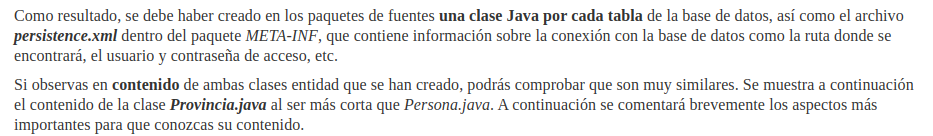 Como resultado, se debe haber creado en los paquetes de fuentes una clase Java por cada tabla de la base de datos, así como el archivo
persistence.xml dentro del paquete META-INF, que contiene información sobre la conexión con la base de datos como la ruta donde se
encontrará, el usuario y contraseña de acceso, etc.
Si observas en contenido de ambas clases entidad que se han creado, podrás comprobar que son muy similares. Se muestra a continuación
el contenido de la clase Provincia.java al ser más corta que Persona.java. A continuación se comentará brevemente los aspectos más
importantes para que conozcas su contenido.